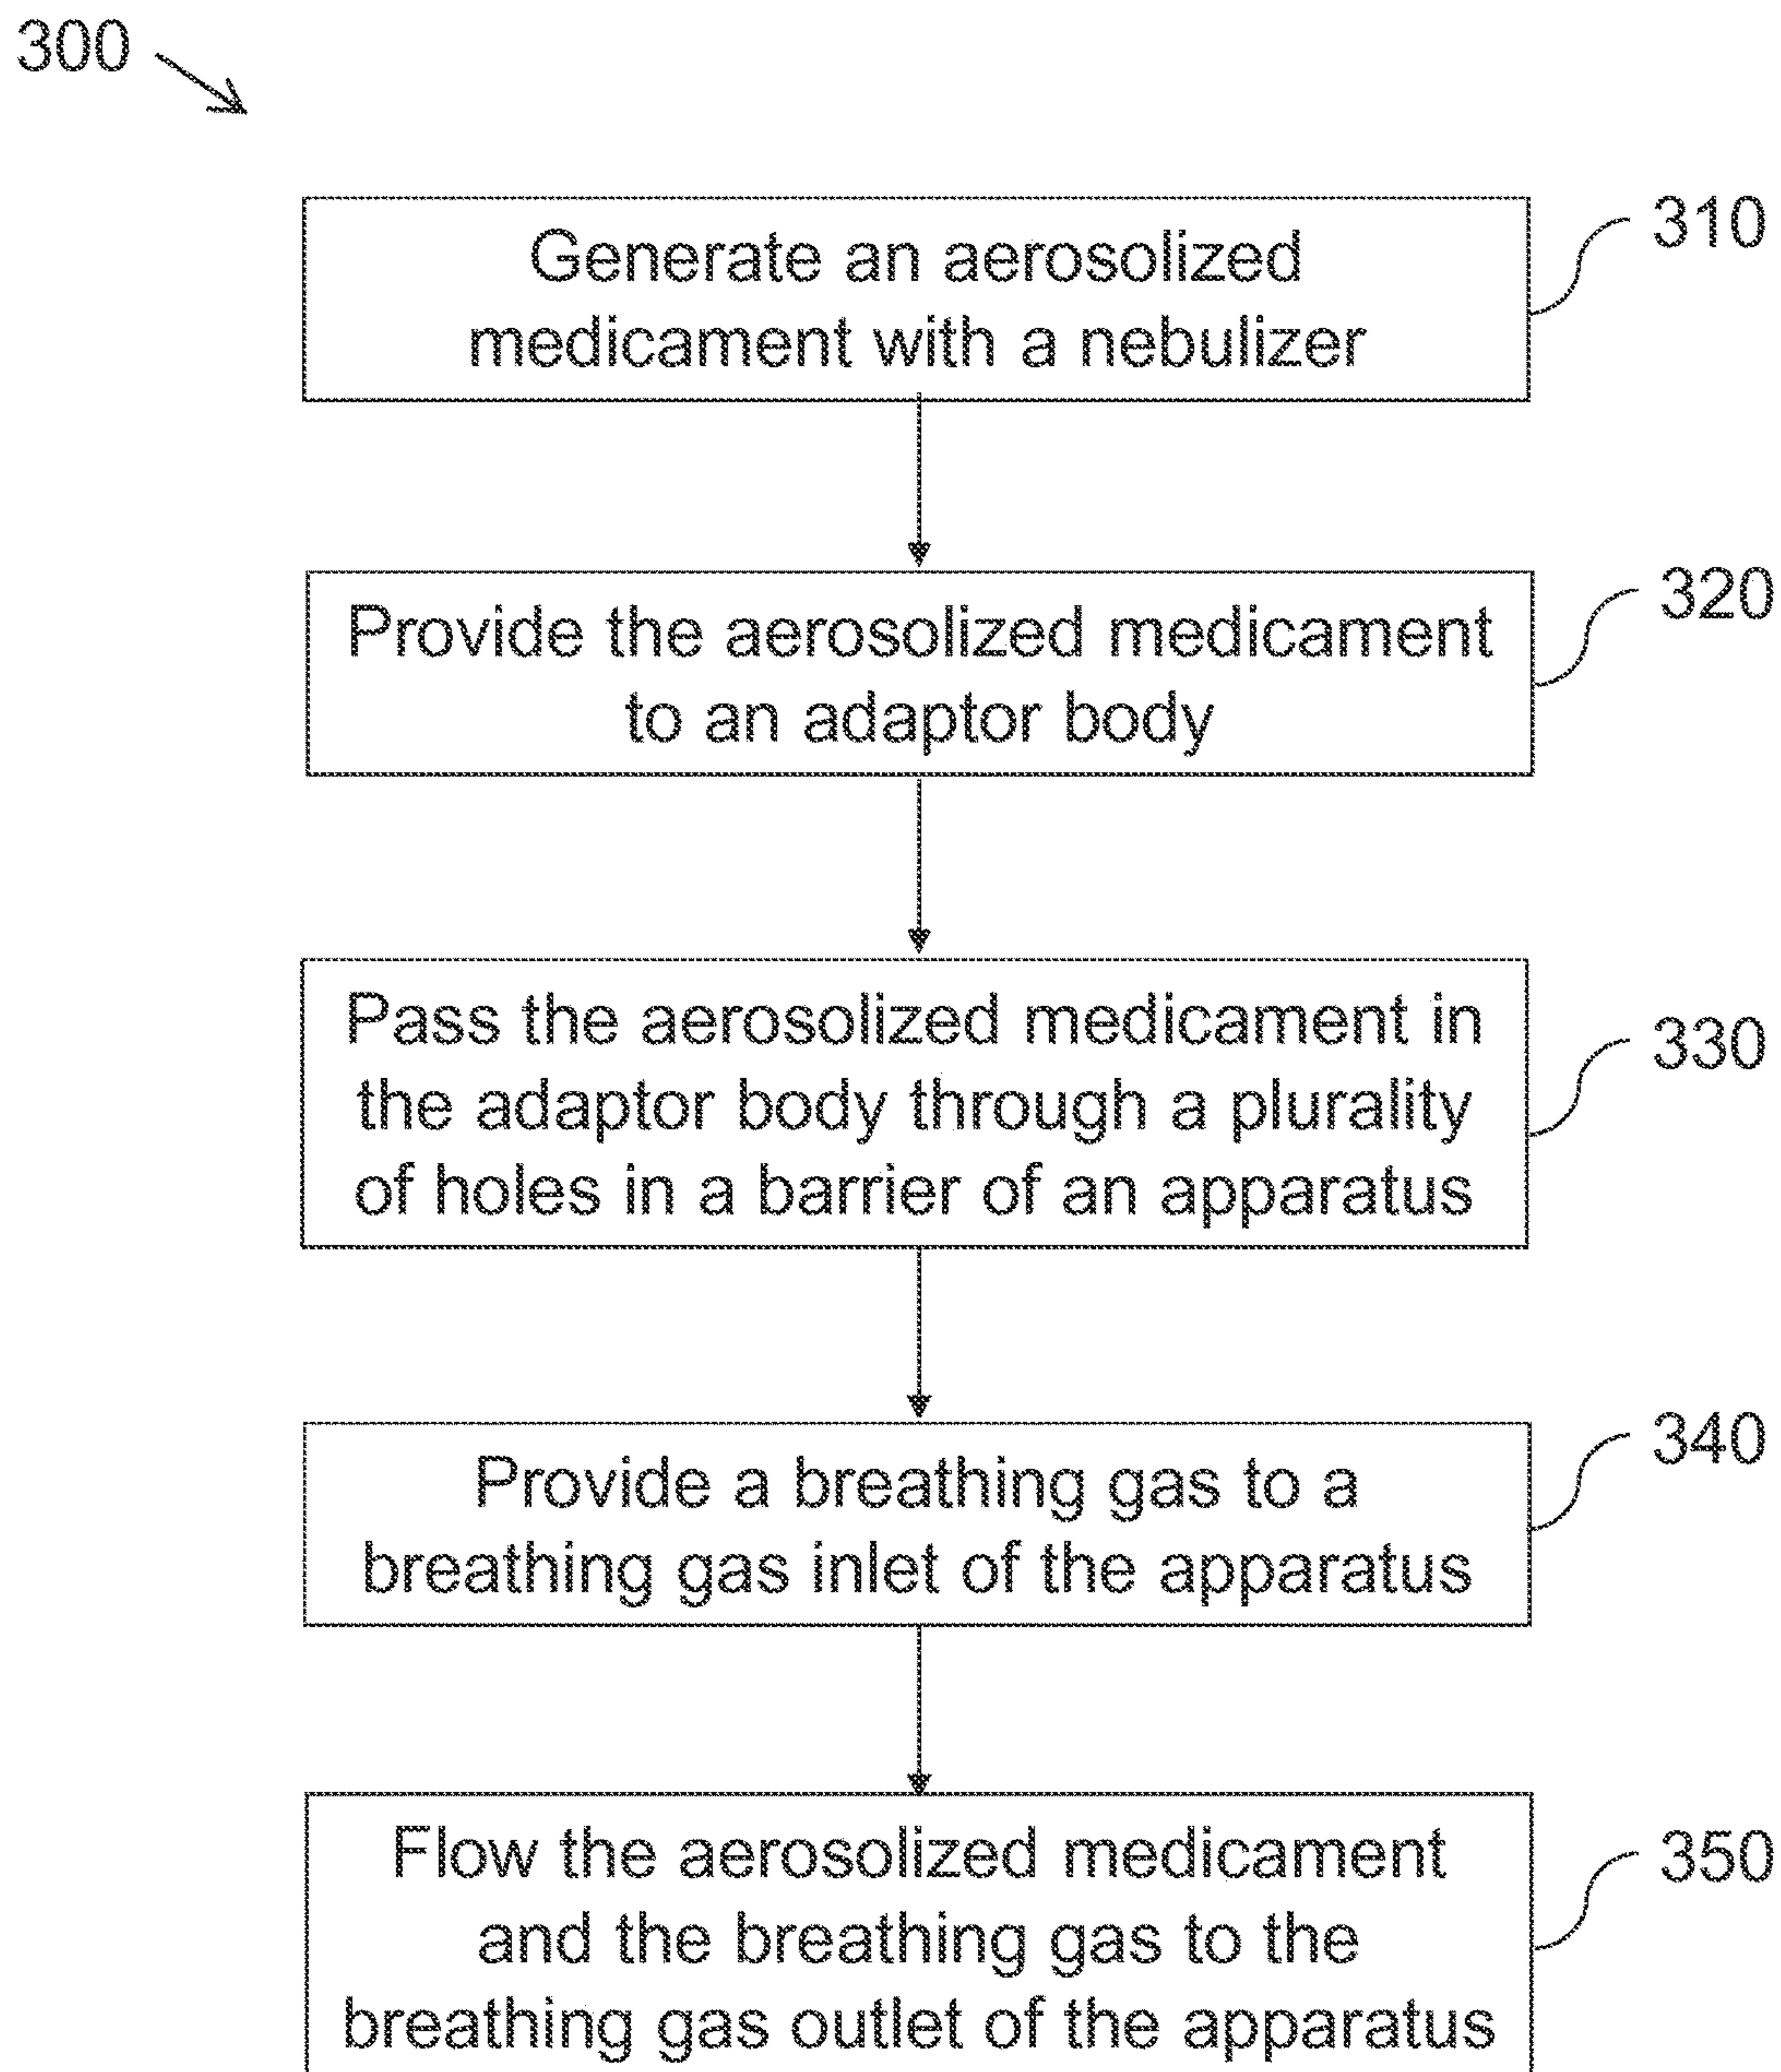 300
Generate an aerosolized
medicament with a nebulizer
310
Provide the aerosolized medicament
to an adaptor body
320
Pass the aerosolized medicament in
the adaptor body through a plurality
of holes in a barrier of an apparatus
330
Provide a breathing gas to a
breathing gas inlet of the apparatus
340
Flow the aerosolized medicament
and the breathing gas to the
breathing gas outlet of the apparatus
350